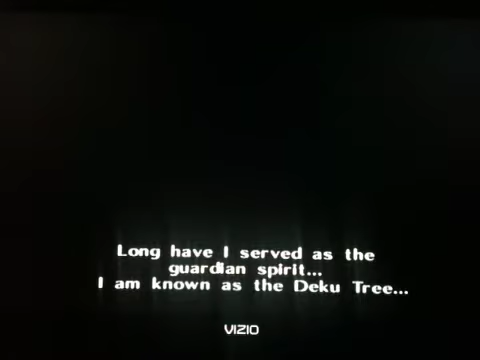 Long have I served as the
guardian spirit...
I am known as the Deku Tree...
VIZIO